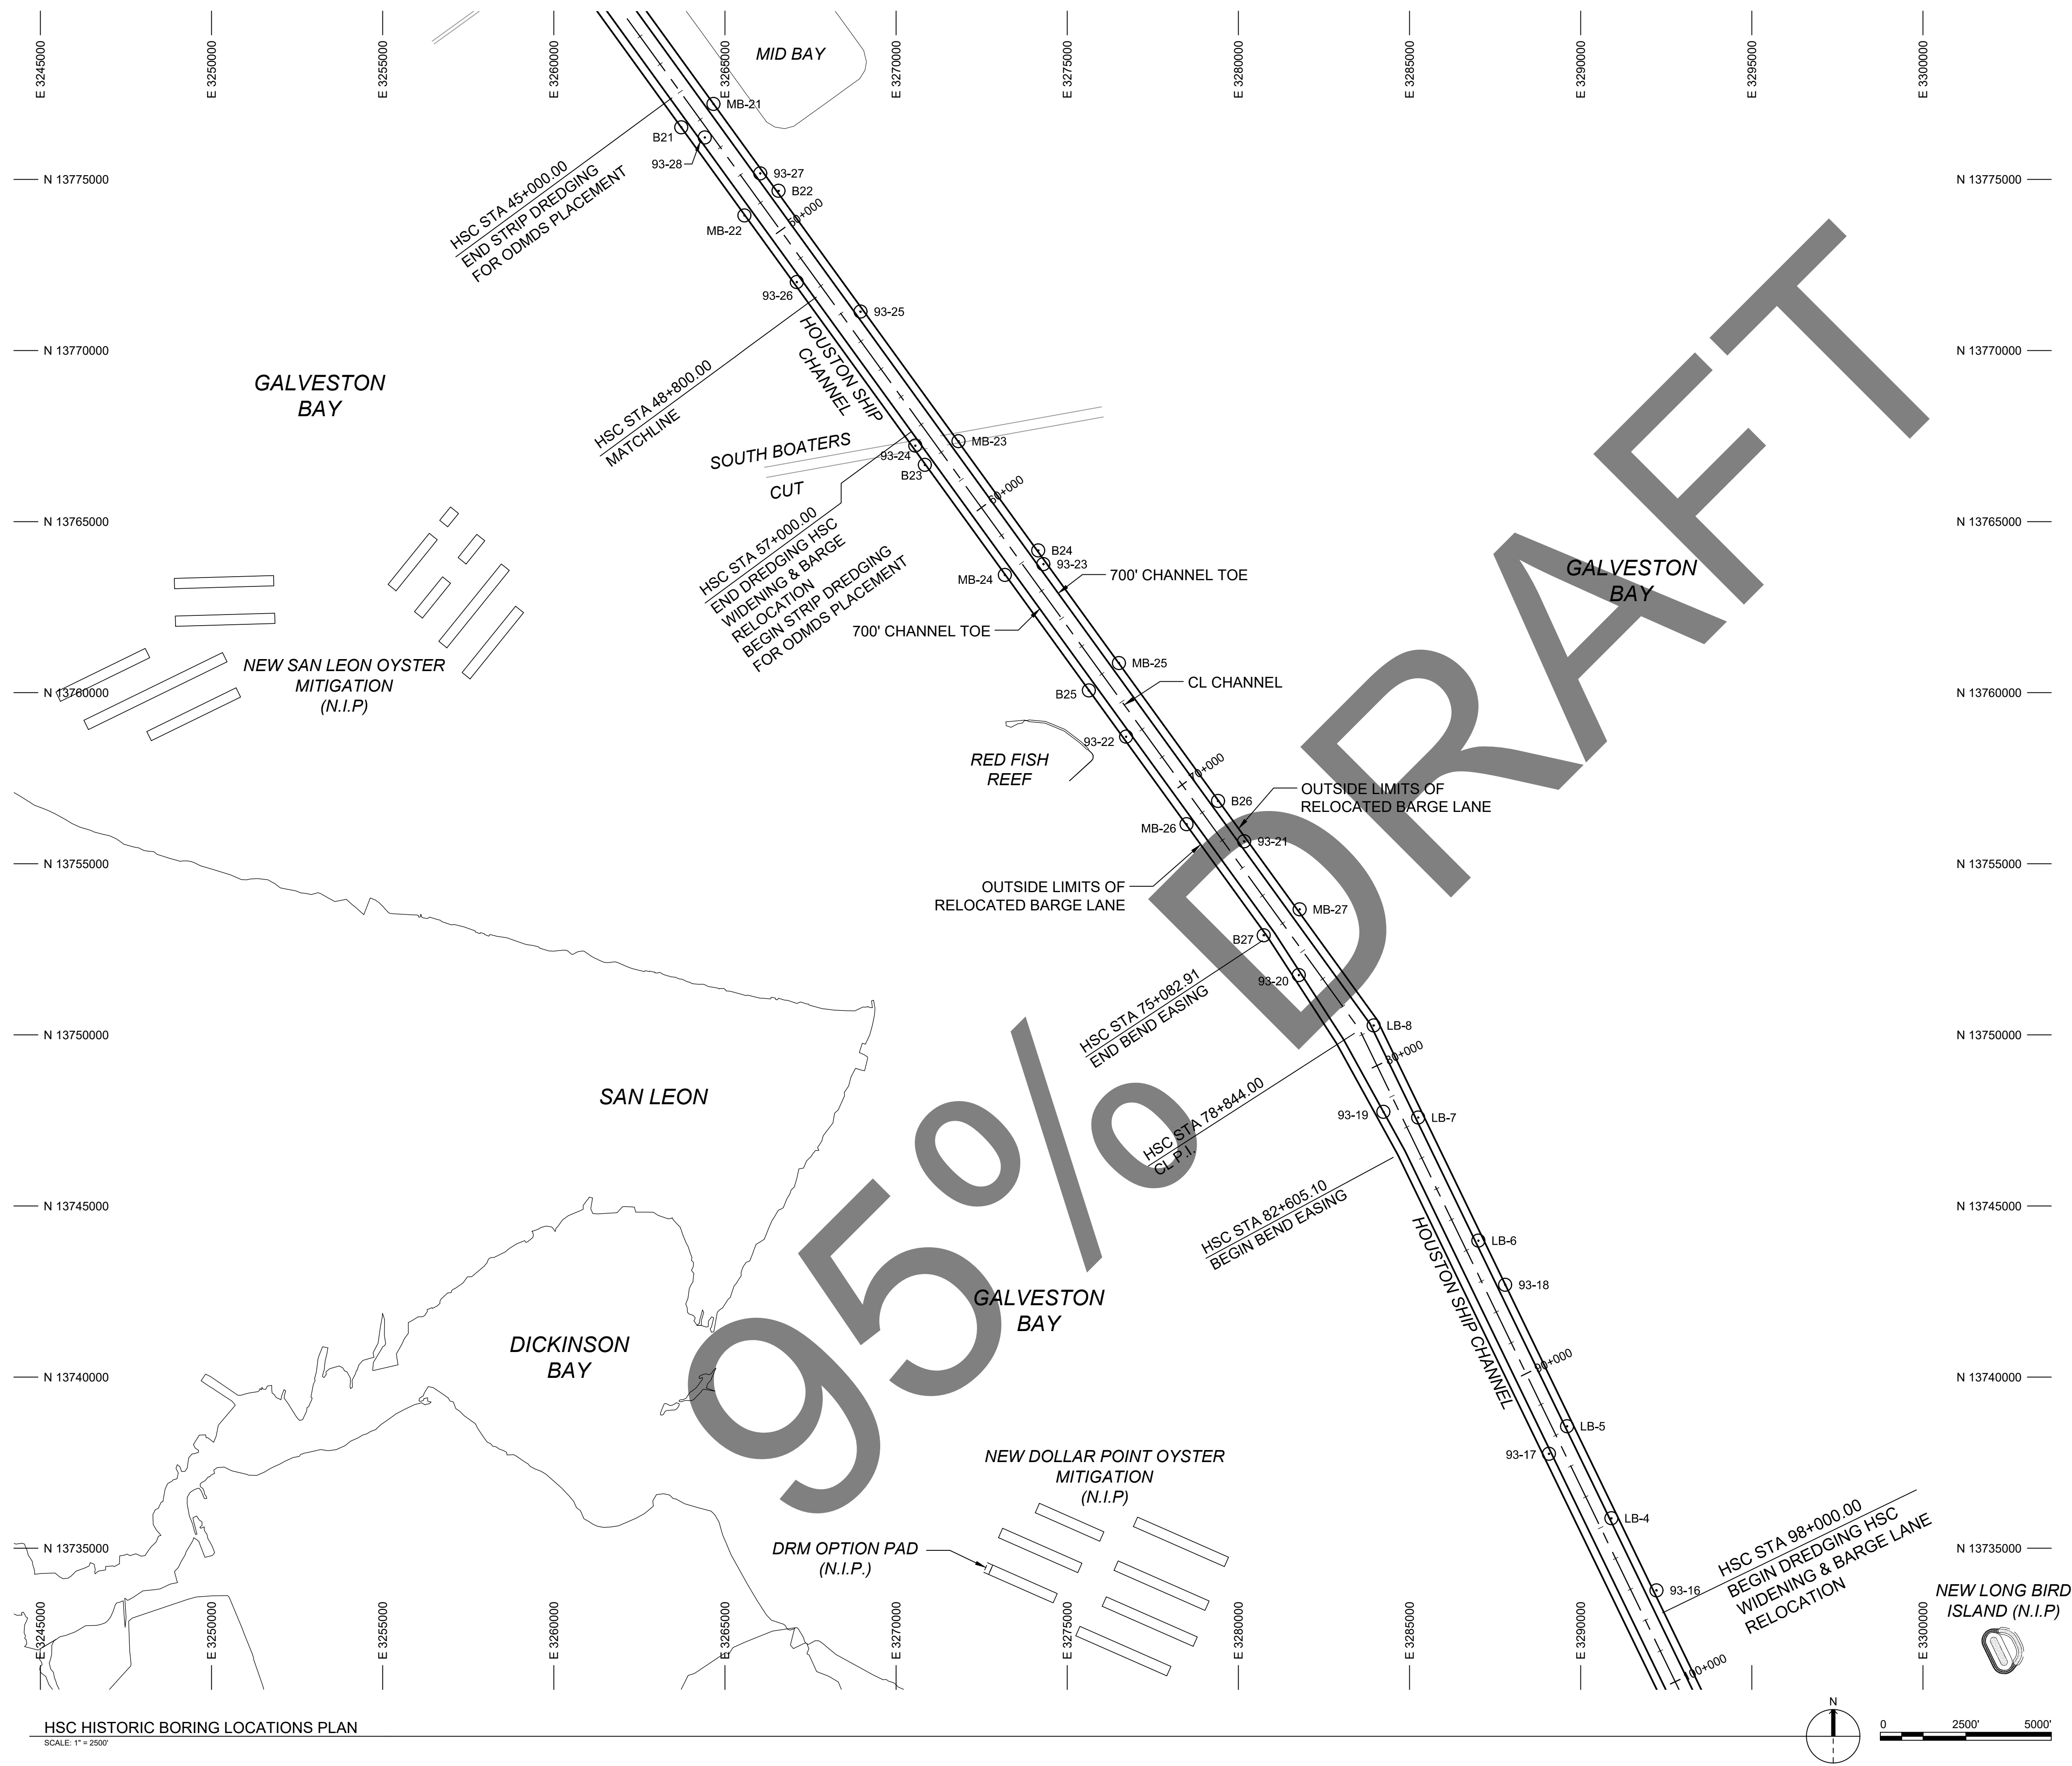 E 3245000
E 3250000
E 3255000
E 3260000
E 3265000
E 3270000
E 3275000
E 3280000
E 3285000
E 3290000
E 3295000
E 3300000
MID BAY
MB-21
B21
93-28
93-27
B22
50+000
MB-22
HSC STA 45+000.00
END STRIP DREDGING
FOR ODMDS PLACEMENT
N 13775000
N 13775000
93-26
93-25
HOUSTON SHIP
CHANNEL
N 13770000
N 13770000
GALVESTON
BAY
HSC STA 48+800.00
MATCHLINE
SOUTH BOATERS
CUT
93-24
B23
MB-23
60+000
HSC STA 57+000.00
END DREDGING HSC
WIDENING & BARGE
RELOCATION
BEGIN STRIP DREDGING
FOR ODMDS PLACEMENT
N 13765000
N 13765000
B24
93-23
MB-24
700' CHANNEL TOE
700' CHANNEL TOE
GALVESTON
BAY
NEW SAN LEON OYSTER
MITIGATION
(N.I.P)
MB-25
B25
CL CHANNEL
N 13760000
N 13760000
93-22
RED FISH
REEF
70+000
B26
OUTSIDE LIMITS OF
RELOCATED BARGE LANE
MB-26
93-21
N 13755000
N 13755000
OUTSIDE LIMITS OF
RELOCATED BARGE LANE
MB-27
B27
93-20
HSC STA 75+082.91
END BEND EASING
LB-8
80+000
N 13750000
N 13750000
SAN LEON
HSC STA 78+844.00
CL P.I.
93-19
LB-7
HSC STA 82+605.10
BEGIN BEND EASING
N 13745000
N 13745000
LB-6
93-18
HOUSTON SHIP CHANNEL
GALVESTON
BAY
DICKINSON
BAY
90+000
N 13740000
N 13740000
LB-5
93-17
NEW DOLLAR POINT OYSTER
MITIGATION
(N.I.P)
LB-4
HSC STA 98+000.00
BEGIN DREDGING HSC
WIDENING & BARGE LANE
RELOCATION
DRM OPTION PAD
(N.I.P.)
N 13735000
N 13735000
93-16
NEW LONG BIRD
ISLAND (N.I.P)
100+000
E 3245000
E 3250000
E 3255000
E 3260000
E 3265000
E 3270000
E 3275000
E 3280000
E 3285000
E 3290000
E 3300000
95% DRAFT
HSC HISTORIC BORING LOCATIONS PLAN
SCALE: 1" = 2500'
N
0 2500' 5000'